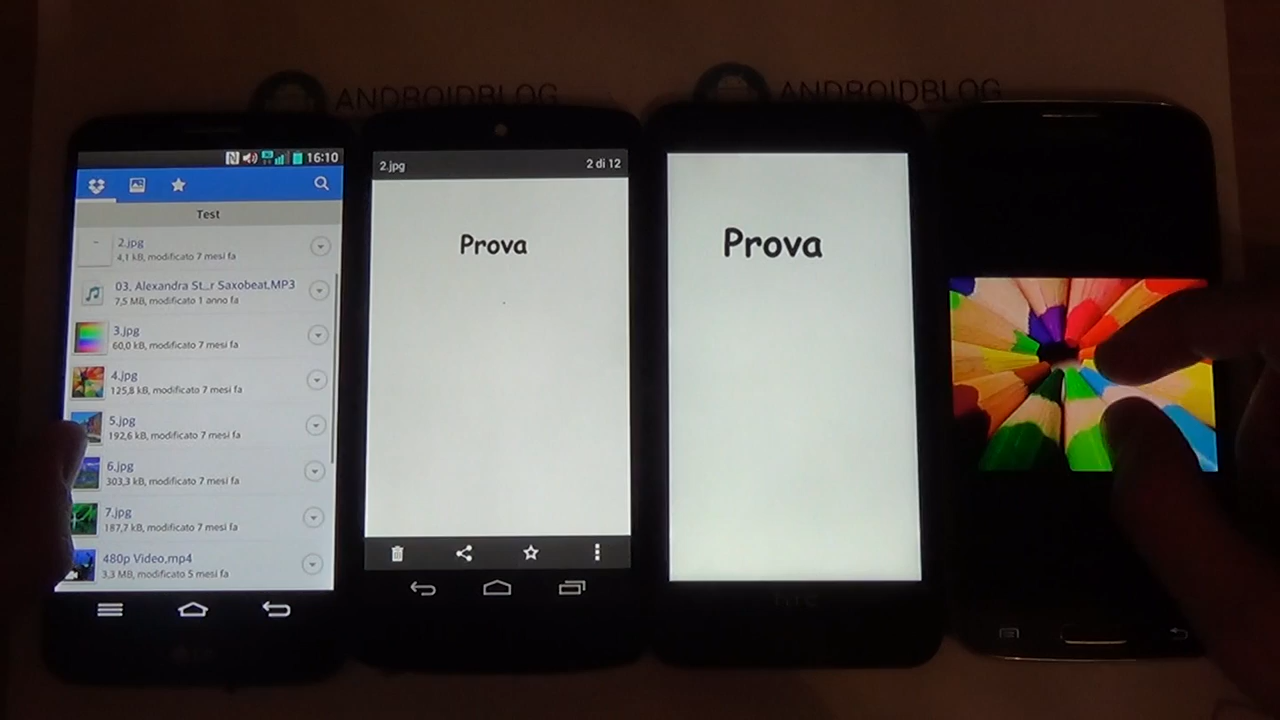 ANDROIDBLOG
ANDROIDBLOG
16:10
Test
2.jpg
4,1 kB, modificato 7 mesi fa
03. Alexandra St...r Saxobeat.MP3
7,5 MB, modificato 1 anno fa
3.jpg
60,0 kB, modificato 7 mesi fa
4.jpg
125,8 kB, modificato 7 mesi fa
5.jpg
192,6 kB, modificato 7 mesi fa
6.jpg
303,3 kB, modificato 7 mesi fa
7.jpg
187,7 kB, modificato 7 mesi fa
480p Video.mp4
3,3 MB, modificato 5 mesi fa
LG
2.jpg
2 di 12
Prova
Prova
hTC